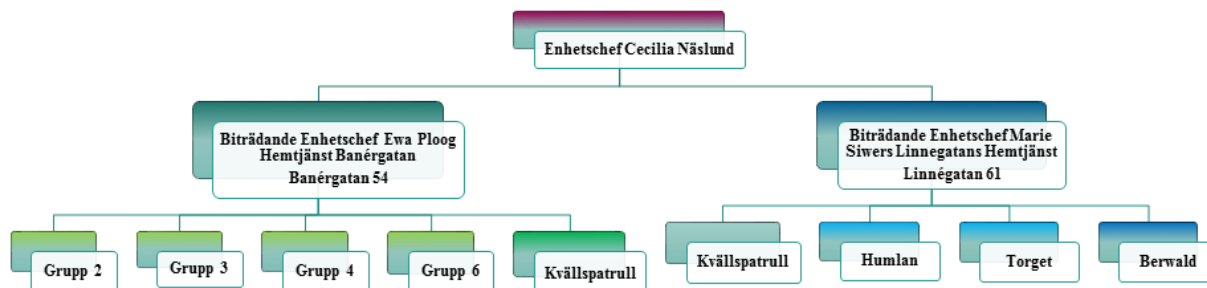 Enhetschef Cecilia Näslund
Biträdande Enhetschef Ewa Ploog
Hemtjänst Banérgatan
Banérgatan 54
Biträdande Enhetschef Marie
Siwers Linnegatans Hemtjänst
Linnégatan 61
Grupp 2
Grupp 3
Grupp 4
Grupp 6
Kvällspatrull
Kvällspatrull
Humlan
Torget
Berwald